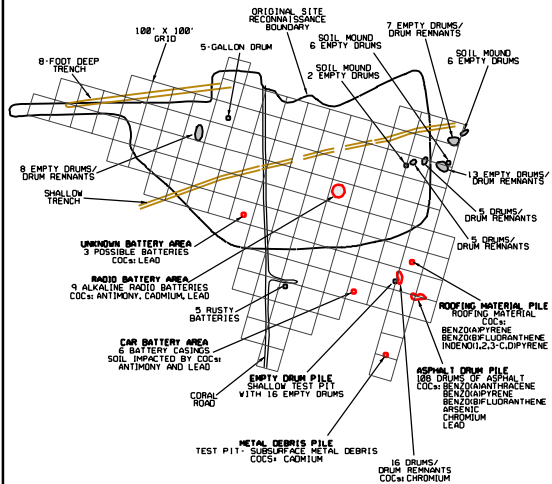 ORIGINAL SITE
RECONNAISSANCE
BOUNDARY
7 EMPTY DRUMS/
DRUM REMNANTS
100' X 100'
GRID
5-GALLON DRUM
SOIL MOUND
6 EMPTY DRUMS
SOIL MOUND
6 EMPTY DRUMS
8-FOOT DEEP
TRENCH
SOIL MOUND
2 EMPTY DRUMS
8 EMPTY DRUMS/
DRUM REMNANTS
13 EMPTY DRUMS/
DRUM REMNANTS
SHALLOW
TRENCH
5 DRUMS/
DRUM REMNANTS
5 DRUMS/
DRUM REMNANTS
UNKNOWN BATTERY AREA
3 POSSIBLE BATTERIES
COCs: LEAD
RADIO BATTERY AREA
9 ALKALINE RADIO BATTERIES
COCs: ANTIMONY, CADMIUM, LEAD
5 RUSTY
BATTERIES
ROOFING MATERIAL PILE
ROOFING MATERIAL
COCs:
BENZO(A)PYRENE
BENZO(B)FLUORANTHENE
INDENO(1,2,3-C,D)PYRENE
CAR BATTERY AREA
6 BATTERY CASINGS
SOIL IMPACTED BY COCs:
ANTIMONY AND LEAD
EMPTY DRUM PILE
SHALLOW TEST PIT
WITH 16 EMPTY DRUMS
ASPHALT DRUM PILE
108 DRUMS OF ASPHALT
COCs: BENZO(A)ANTHRACENE
BENZO(A)PYRENE
BENZO(B)FLUORANTHENE
ARSENIC
CHROMIUM
LEAD
CORAL
ROAD
METAL DEBRIS PILE
TEST PIT- SUBSURFACE METAL DEBRIS
COCS: CADMIUM
16 DRUMS/
DRUM REMNANTS
COCs: CHROMIUM